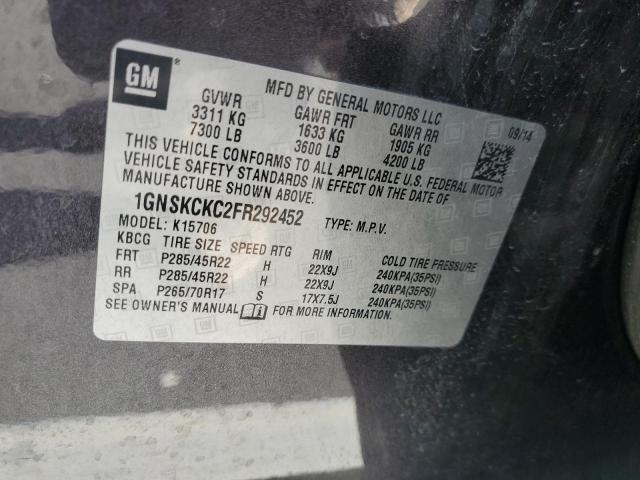 GM®
MFD BY GENERAL MOTORS LLC
GVWR GAWR FRT GAWR RR 09/14
3311 KG 1633 KG 1905 KG
7300 LB 3600 LB 4200 LB
THIS VEHICLE CONFORMS TO ALL APPLICABLE U.S. FEDERAL MOTOR
VEHICLE SAFETY STANDARDS IN EFFECT ON THE DATE OF
MANUFACTURE SHOWN ABOVE.
1GNSKCKC2FR292452 TYPE: M.P.V.
MODEL: K15706
KBCG TIRE SIZE SPEED RTG RIM COLD TIRE PRESSURE
FRT P285/45R22 H 22X9J 240KPA(35PSI)
RR P285/45R22 H 22X9J 240KPA(35PSI)
SPA P265/70R17 S 17X7.5J 240KPA(35PSI)
SEE OWNER'S MANUAL FOR MORE INFORMATION.